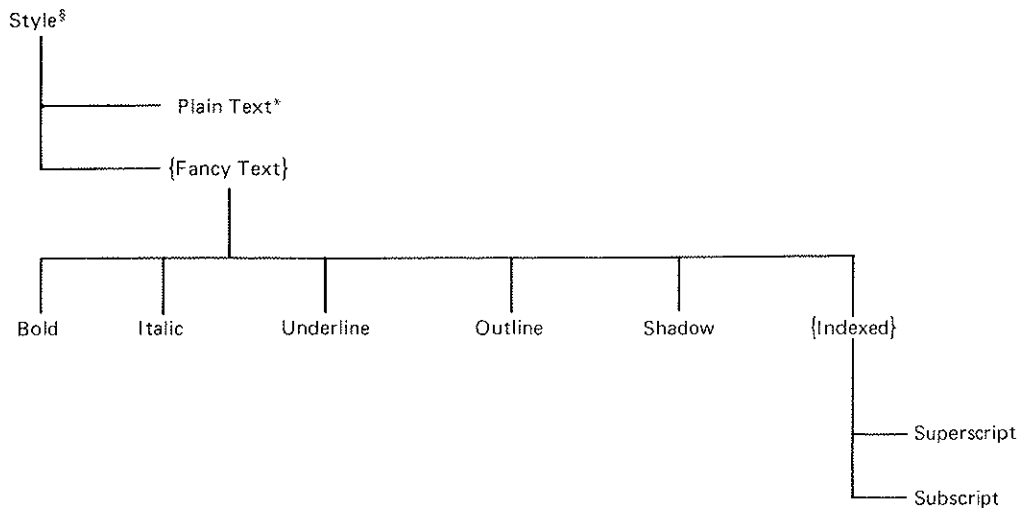 Style§
Plain Text*
{Fancy Text}
Bold Italic Underline Outline Shadow {Indexed}
Superscript
Subscript